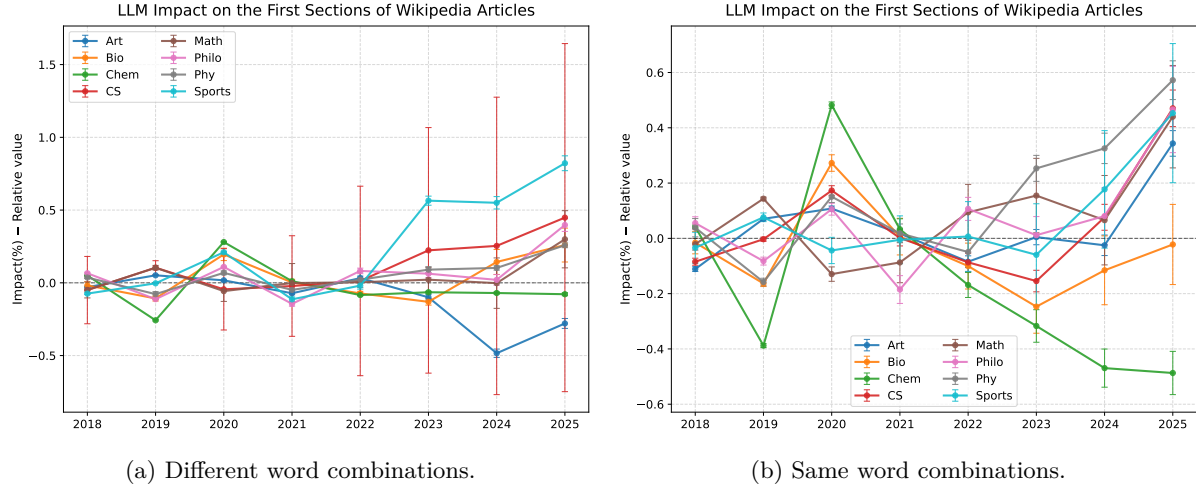 LLM Impact on the First Sections of Wikipedia Articles
Impact(%) − Relative value
1.5
1.0
0.5
0.0
−0.5
Art
Bio
Chem
CS
Math
Philo
Phy
Sports
2018 2019 2020 2021 2022 2023 2024 2025
(a) Different word combinations.
LLM Impact on the First Sections of Wikipedia Articles
Impact(%) − Relative value
0.6
0.4
0.2
0.0
−0.2
−0.4
−0.6
Art
Bio
Chem
CS
Math
Philo
Phy
Sports
2018 2019 2020 2021 2022 2023 2024 2025
(b) Same word combinations.